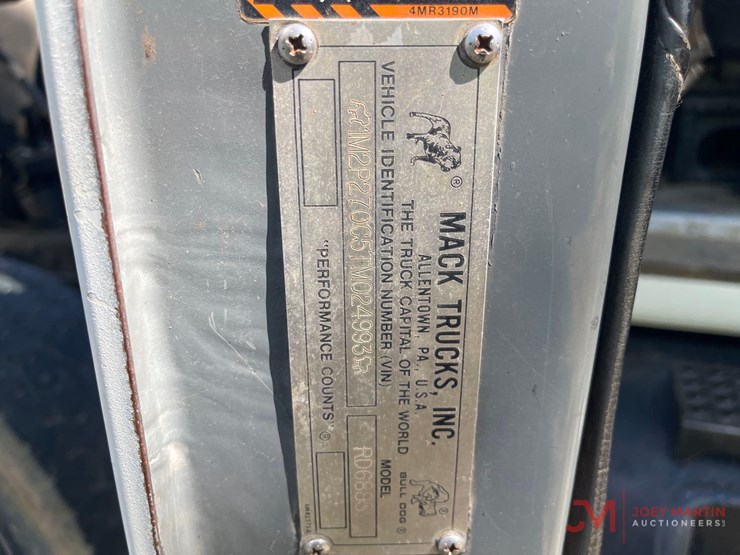 4MR3190M
MACK TRUCKS, INC.
ALLENTOWN PA., U.S.A.
THE TRUCK CAPITAL OF THE WORLD
BULL DOG ®
VEHICLE IDENTIFICATION NUMBER (VIN)
MODEL
1M2P270C5TM024993
RD688S
"PERFORMANCE COUNTS" ®
JOEY MARTIN
AUCTIONEERS